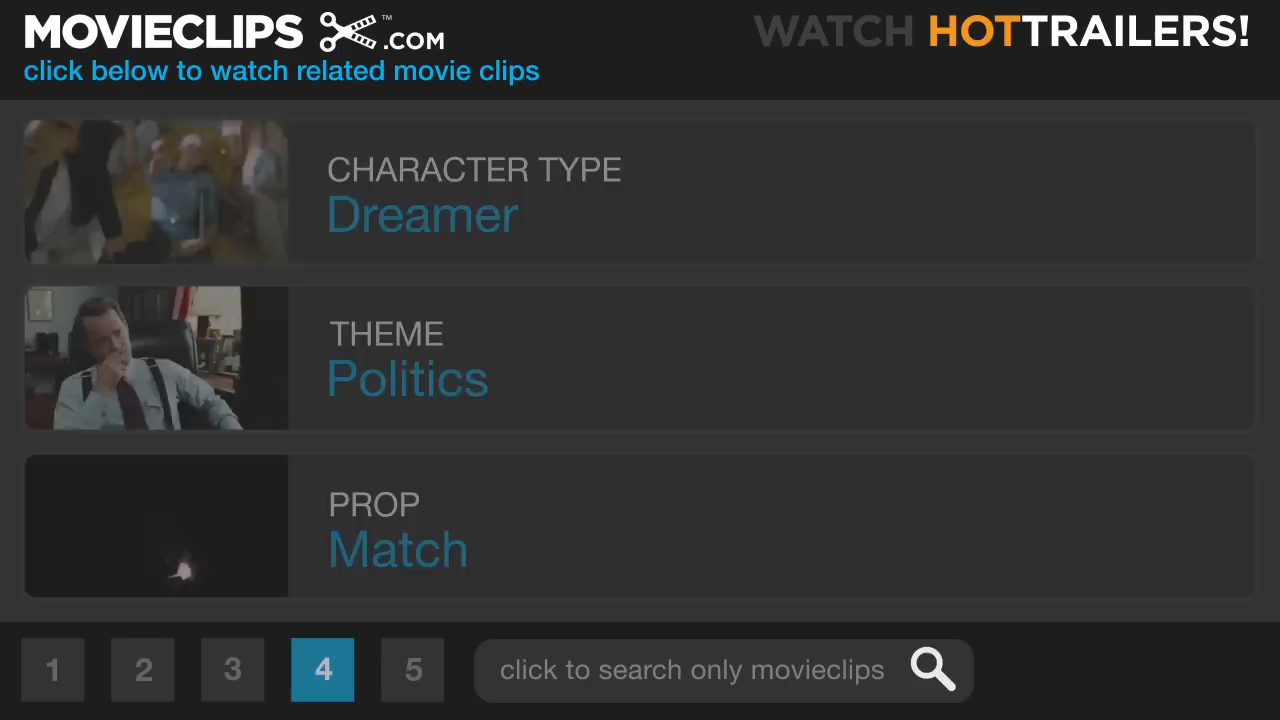 MOVIECLIPS ™ .COM
WATCH HOTTRAILERS!
click below to watch related movie clips
CHARACTER TYPE
Dreamer
THEME
Politics
PROP
Match
1 2 3 4 5 click to search only movieclips